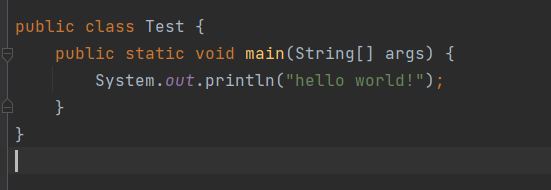 public class Test {
    public static void main(String[] args) {
        System.out.println("hello world!");
    }
}